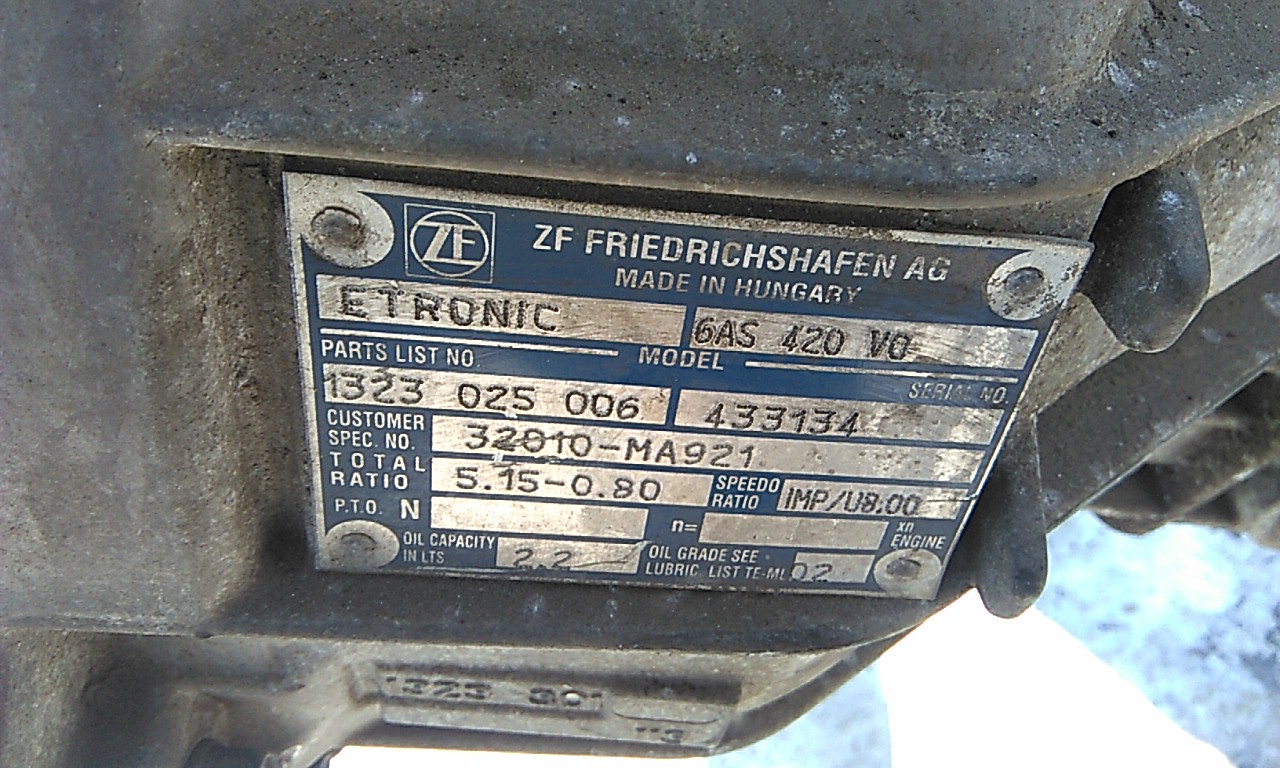 ZF ZF FRIEDRICHSHAFEN AG
MADE IN HUNGARY
ETRONIC 6AS 420 VO
PARTS LIST NO. MODEL SERIAL NO.
1323 025 006 433134
CUSTOMER SPEC. NO. 32010-MA921
TOTAL RATIO 5.15-0.80 SPEEDO RATIO IMP/U8.00
P.T.O. N n= xn ENGINE
OIL CAPACITY IN LTS 2.2 OIL GRADE SEE LUBRIC. LIST TE-ML 02
1323 301